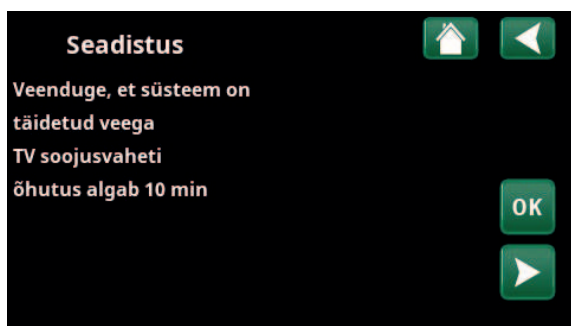 Seadistus
Veenduge, et süsteem on
täidetud veega
TV soojusvaheti
õhutus algab 10 min
OK